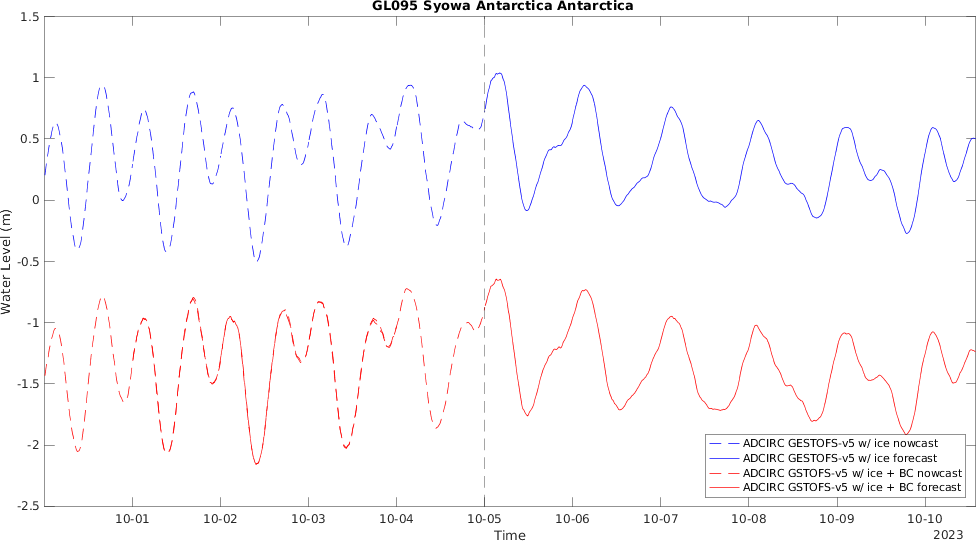 GL095 Syowa Antarctica Antarctica
1.5
1
0.5
0
-0.5
-1
-1.5
-2
-2.5
Water Level (m)
ADCIRC GESTOFS-v5 w/ ice nowcast
ADCIRC GESTOFS-v5 w/ ice forecast
ADCIRC GSTOFS-v5 w/ ice + BC nowcast
ADCIRC GSTOFS-v5 w/ ice + BC forecast
10-01 10-02 10-03 10-04 10-05 10-06 10-07 10-08 10-09 10-10
Time
2023